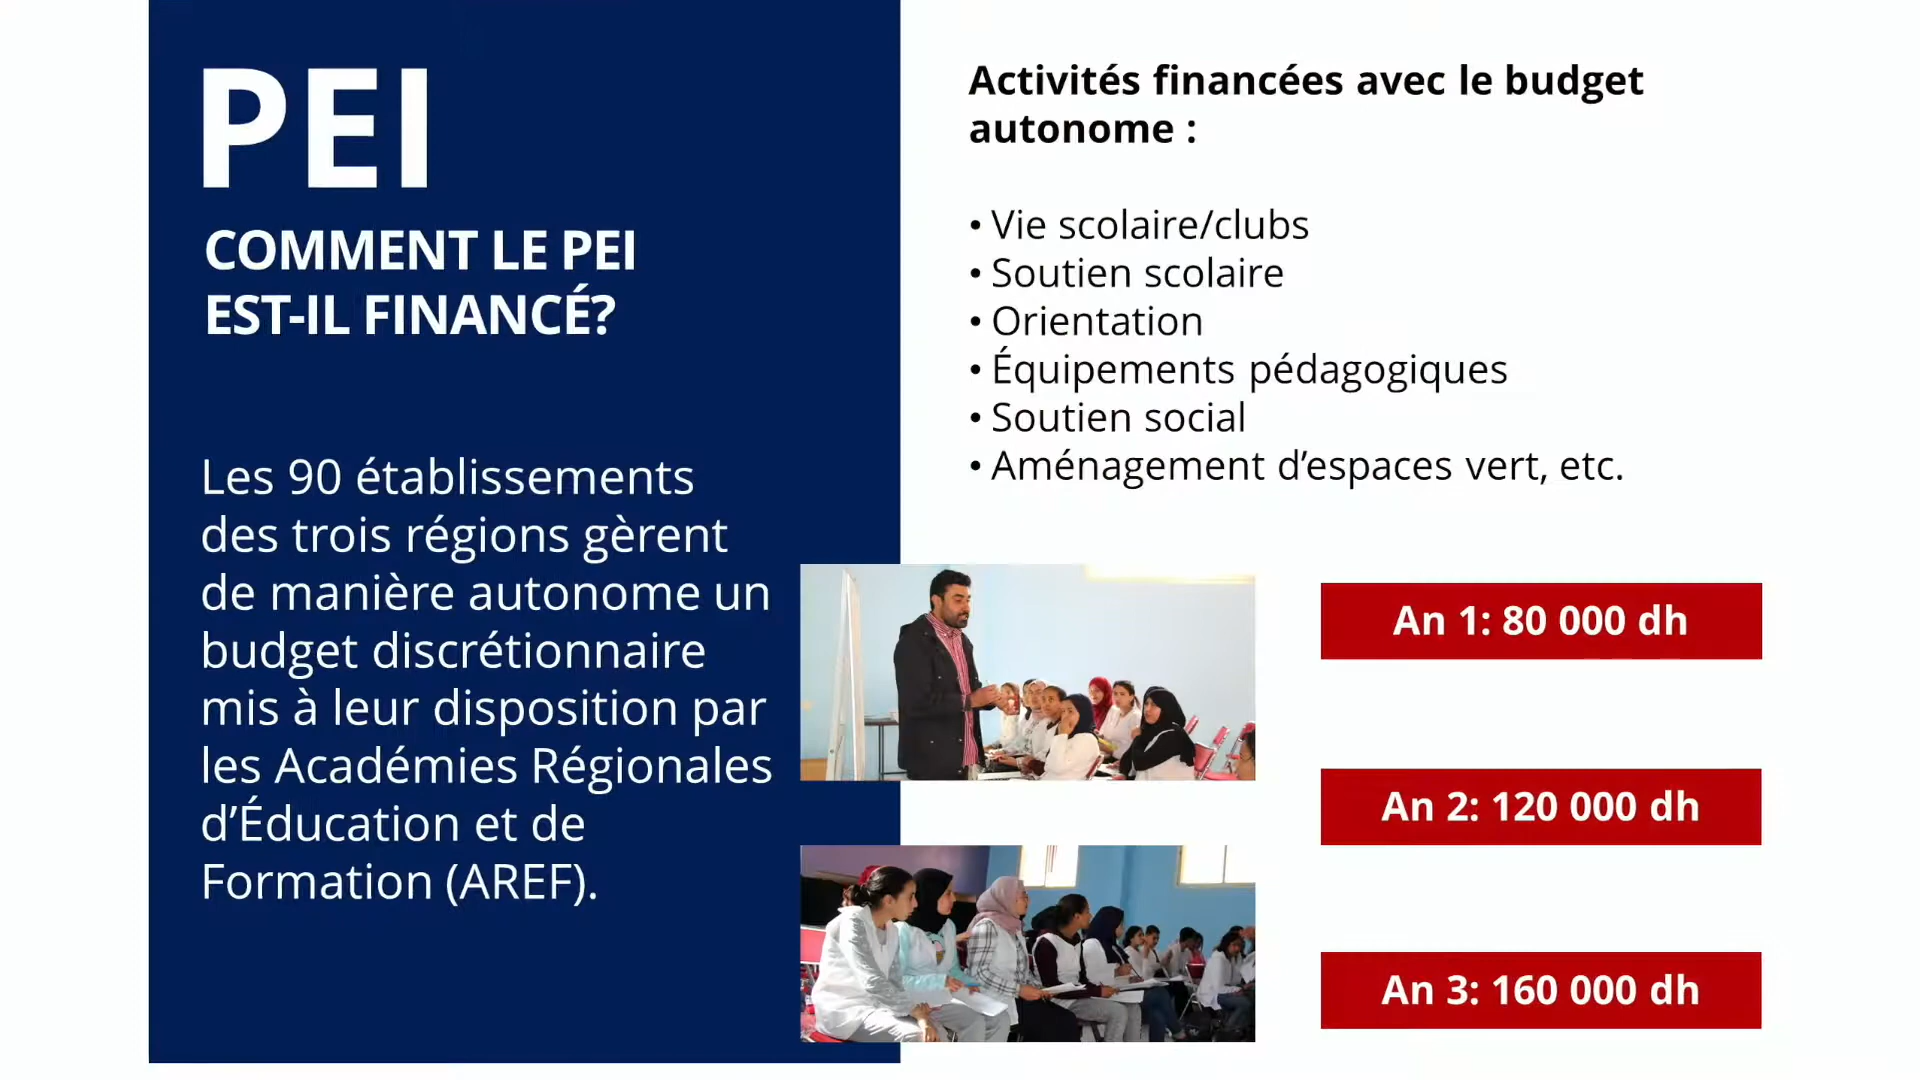 PEI
COMMENT LE PEI
EST-IL FINANCÉ?
Les 90 établissements
des trois régions gèrent
de manière autonome un
budget discrétionnaire
mis à leur disposition par
les Académies Régionales
d’Éducation et de
Formation (AREF).
Activités financées avec le budget
autonome :
• Vie scolaire/clubs
• Soutien scolaire
• Orientation
• Équipements pédagogiques
• Soutien social
• Aménagement d’espaces vert, etc.
An 1: 80 000 dh
An 2: 120 000 dh
An 3: 160 000 dh